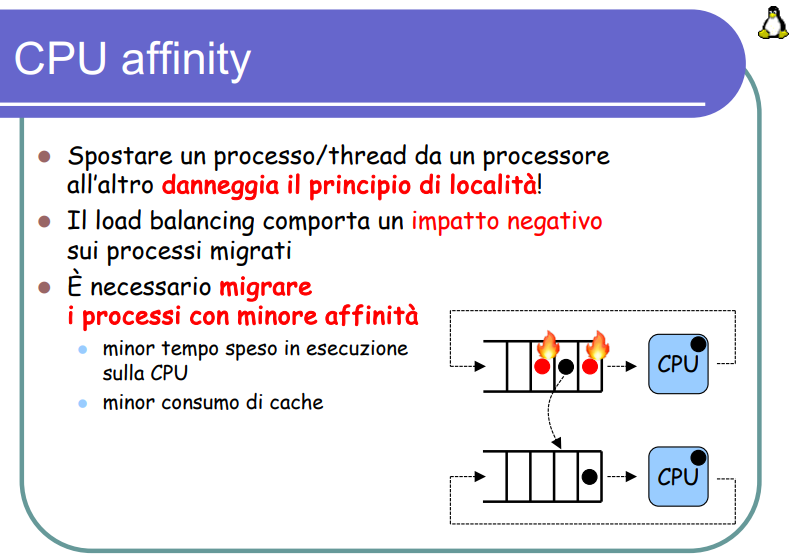 CPU affinity
Spostare un processo/thread da un processore
all'altro danneggia il principio di località!
Il load balancing comporta un impatto negativo
sui processi migrati
È necessario migrare
i processi con minore affinità
minor tempo speso in esecuzione
sulla CPU
minor consumo di cache
CPU
CPU